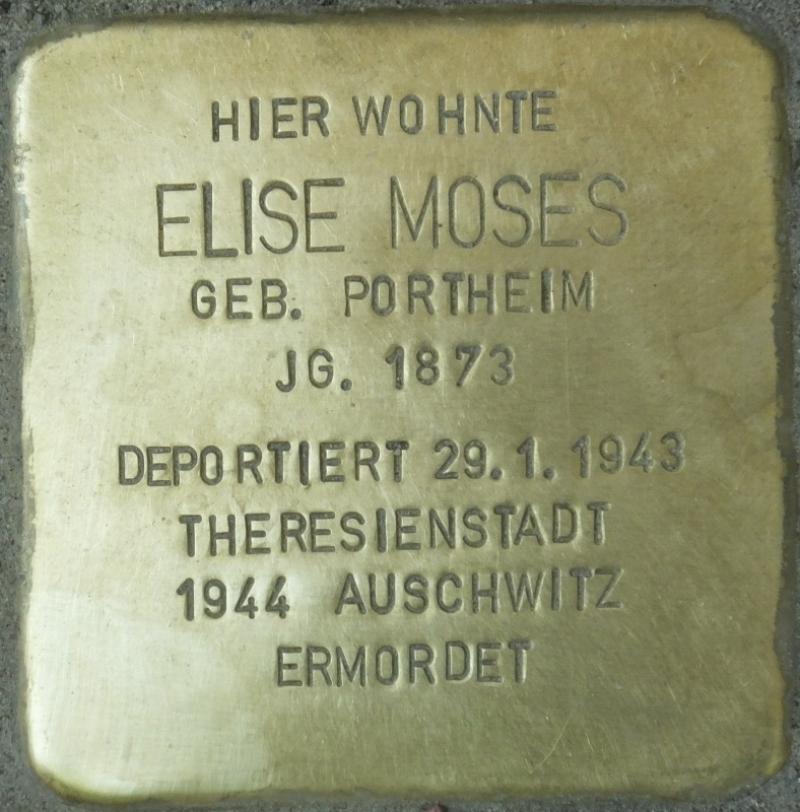 HIER WOHNTE
ELISE MOSES
GEB. PORTHEIM
JG. 1873
DEPORTIERT 29.1.1943
THERESIENSTADT
1944 AUSCHWITZ
ERMORDET